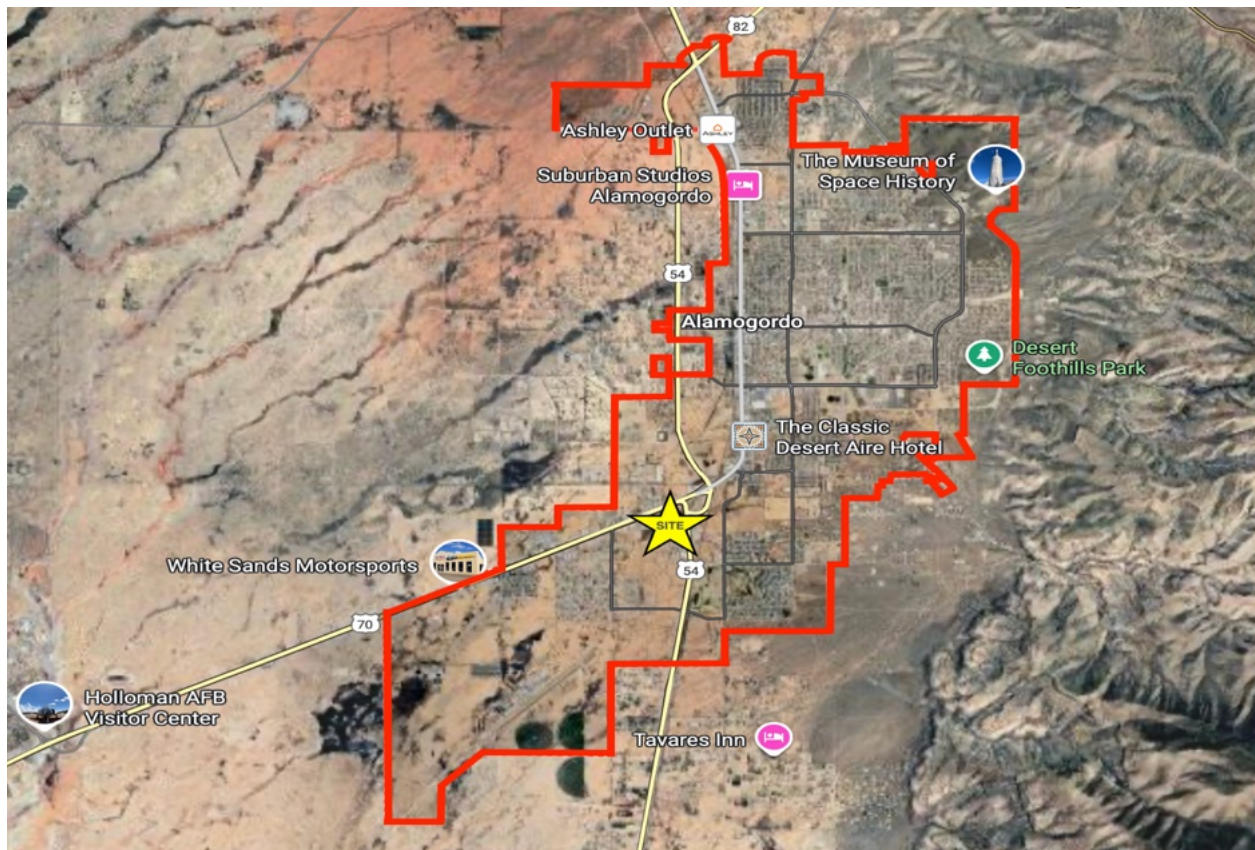 82
Ashley Outlet
ASHLEY
The Museum of
Space History
Suburban Studios
Alamogordo
54
Alamogordo
Desert
Foothills Park
The Classic
Desert Aire Hotel
SITE
White Sands Motorsports
54
70
Holloman AFB
Visitor Center
Tavares Inn